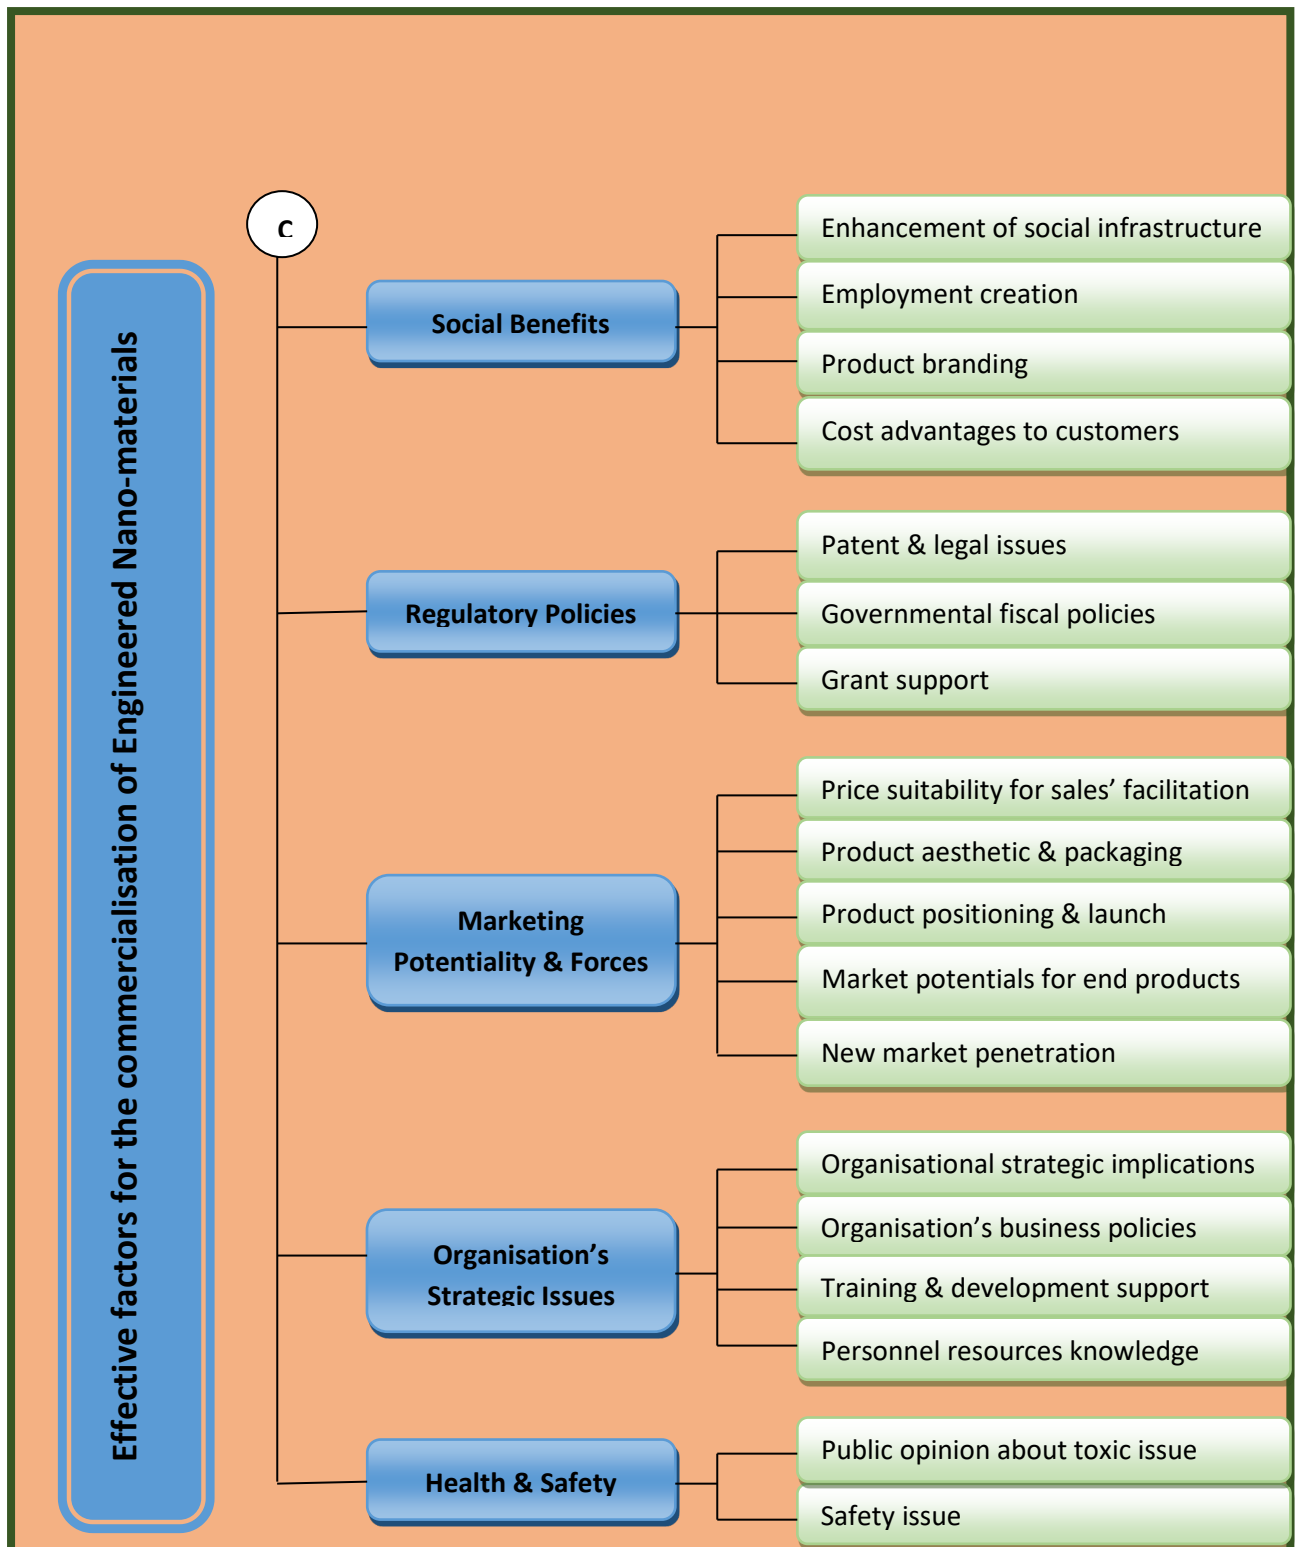 Effective factors for the commercialisation of Engineered Nano-materials
C
Social Benefits
Enhancement of social infrastructure
Employment creation
Product branding
Cost advantages to customers
Regulatory Policies
Patent & legal issues
Governmental fiscal policies
Grant support
Marketing
Potentiality & Forces
Price suitability for sales’ facilitation
Product aesthetic & packaging
Product positioning & launch
Market potentials for end products
New market penetration
Organisation’s
Strategic Issues
Organisational strategic implications
Organisation’s business policies
Training & development support
Personnel resources knowledge
Health & Safety
Public opinion about toxic issue
Safety issue